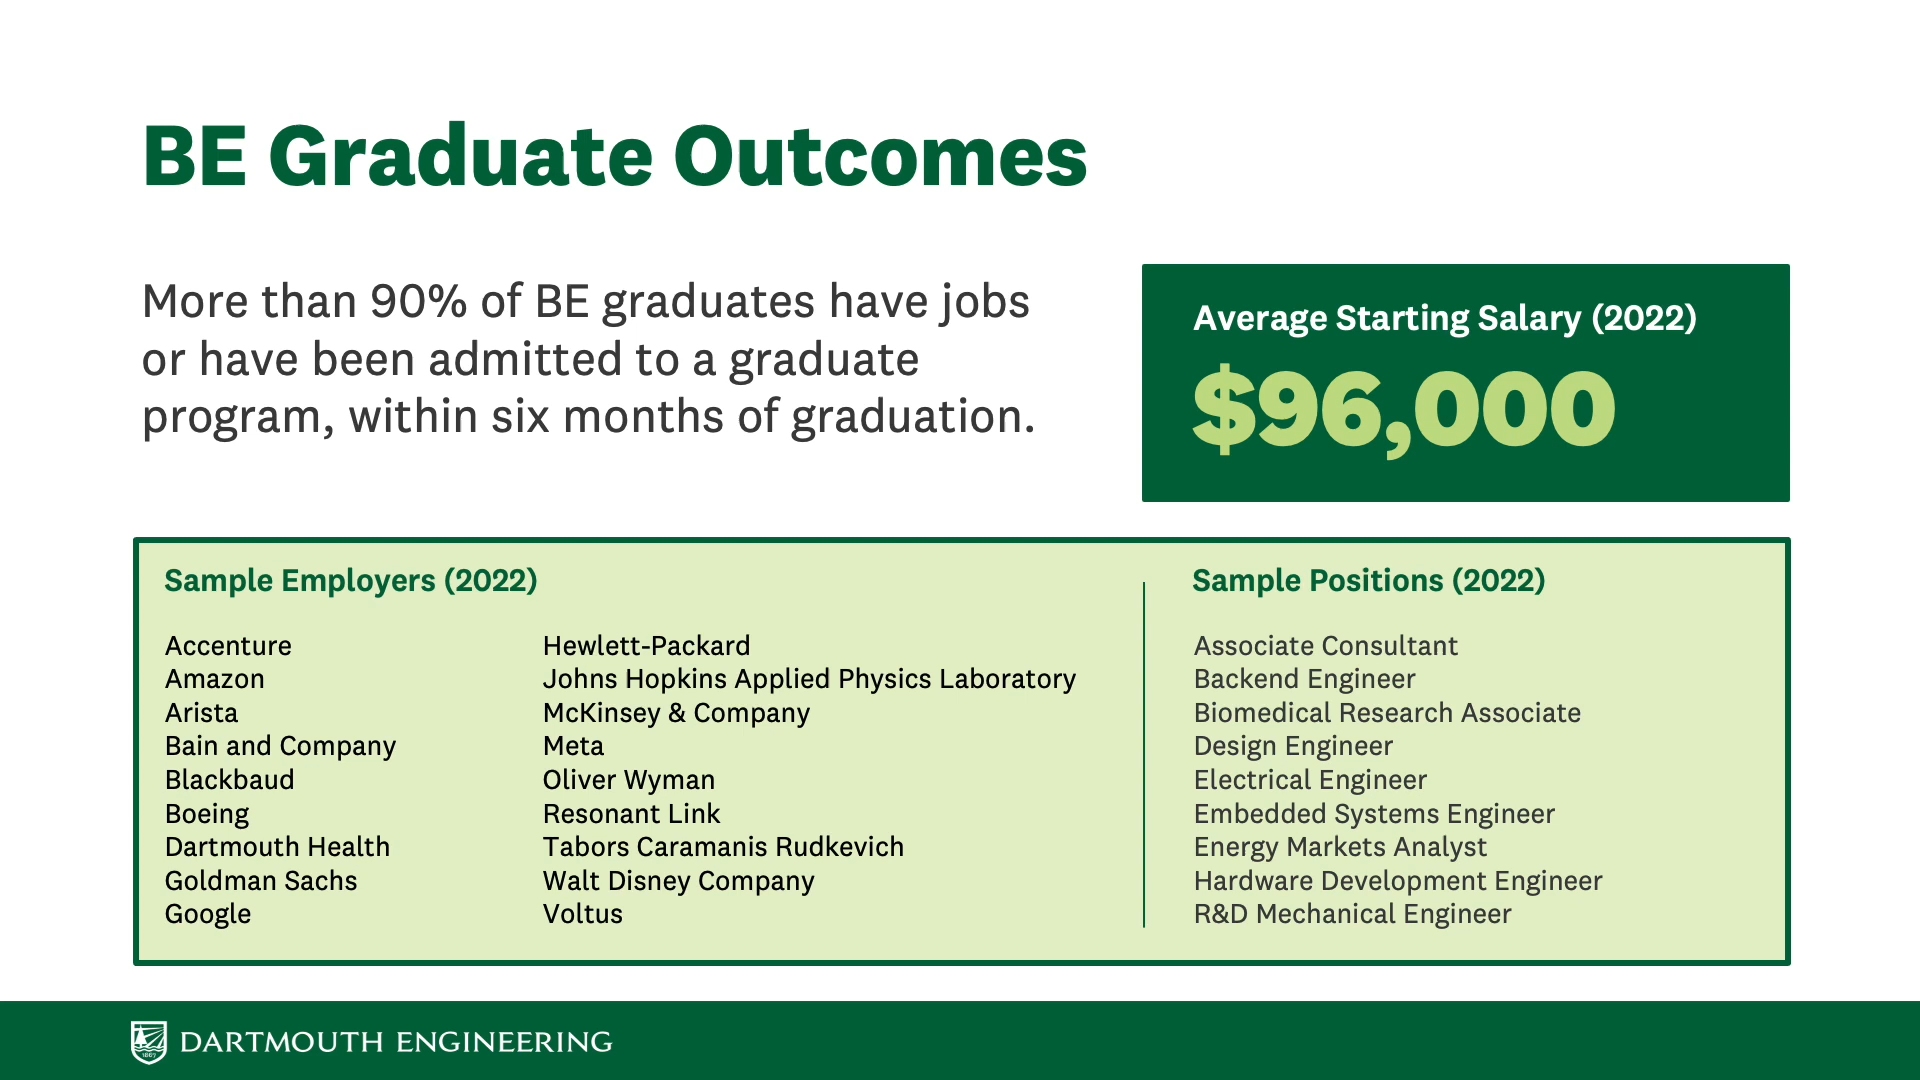 BE Graduate Outcomes
More than 90% of BE graduates have jobs
or have been admitted to a graduate
program, within six months of graduation.
Average Starting Salary (2022)
$96,000
Sample Employers (2022)
Accenture
Amazon
Arista
Bain and Company
Blackbaud
Boeing
Dartmouth Health
Goldman Sachs
Google
Hewlett-Packard
Johns Hopkins Applied Physics Laboratory
McKinsey & Company
Meta
Oliver Wyman
Resonant Link
Tabors Caramanis Rudkevich
Walt Disney Company
Voltus
Sample Positions (2022)
Associate Consultant
Backend Engineer
Biomedical Research Associate
Design Engineer
Electrical Engineer
Embedded Systems Engineer
Energy Markets Analyst
Hardware Development Engineer
R&D Mechanical Engineer
1867
DARTMOUTH ENGINEERING